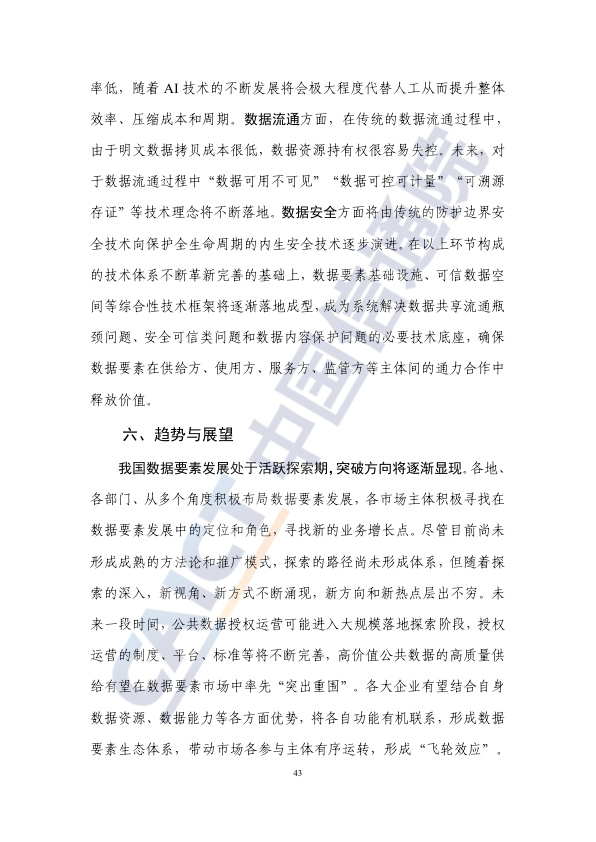 率低，随着 AI 技术的不断发展将会极大程度代替人工从而提升整体
效率、压缩成本和周期。数据流通方面，在传统的数据流通过程中，
由于明文数据拷贝成本很低，数据资源持有权很容易失控。未来，对
于数据流通过程中“数据可用不可见”“数据可控可计量”“可溯源
存证”等技术理念将不断落地。数据安全方面将由传统的防护边界安
全技术向保护全生命周期的内生安全技术逐步演进。在以上环节构成
的技术体系不断革新完善的基础上，数据要素基础设施、可信数据空
间等综合性技术框架将逐渐落地成型，成为系统解决数据共享流通瓶
颈问题、安全可信类问题和数据内容保护问题的必要技术底座，确保
数据要素在供给方、使用方、服务方、监管方等主体间的通力合作中
释放价值。
六、趋势与展望
我国数据要素发展处于活跃探索期，突破方向将逐渐显现。各地、
各部门、从多个角度积极布局数据要素发展，各市场主体积极寻找在
数据要素发展中的定位和角色，寻找新的业务增长点。尽管目前尚未
形成成熟的方法论和推广模式，探索的路径尚未形成体系，但随着探
索的深入，新视角、新方式不断涌现，新方向和新热点层出不穷。未
来一段时间，公共数据授权运营可能进入大规模落地探索阶段，授权
运营的制度、平台、标准等将不断完善，高价值公共数据的高质量供
给有望在数据要素市场中率先“突出重围”。各大企业有望结合自身
数据资源、数据能力等各方面优势，将各自功能有机联系，形成数据
要素生态体系，带动市场各参与主体有序运转，形成“飞轮效应”。
43
CAICT 中国信通院